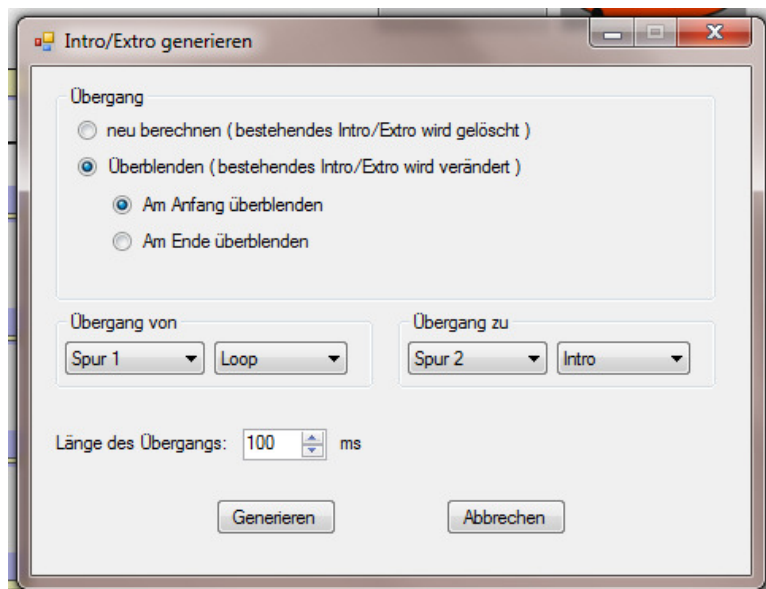 Intro/Extro generieren
Übergang
neu berechnen ( bestehendes Intro/Extro wird gelöscht )
Überblenden ( bestehendes Intro/Extro wird verändert )
Am Anfang überblenden
Am Ende überblenden
Übergang von
Übergang zu
Spur 1 Loop Spur 2 Intro
Länge des Übergangs: 100 ms
Generieren Abbrechen